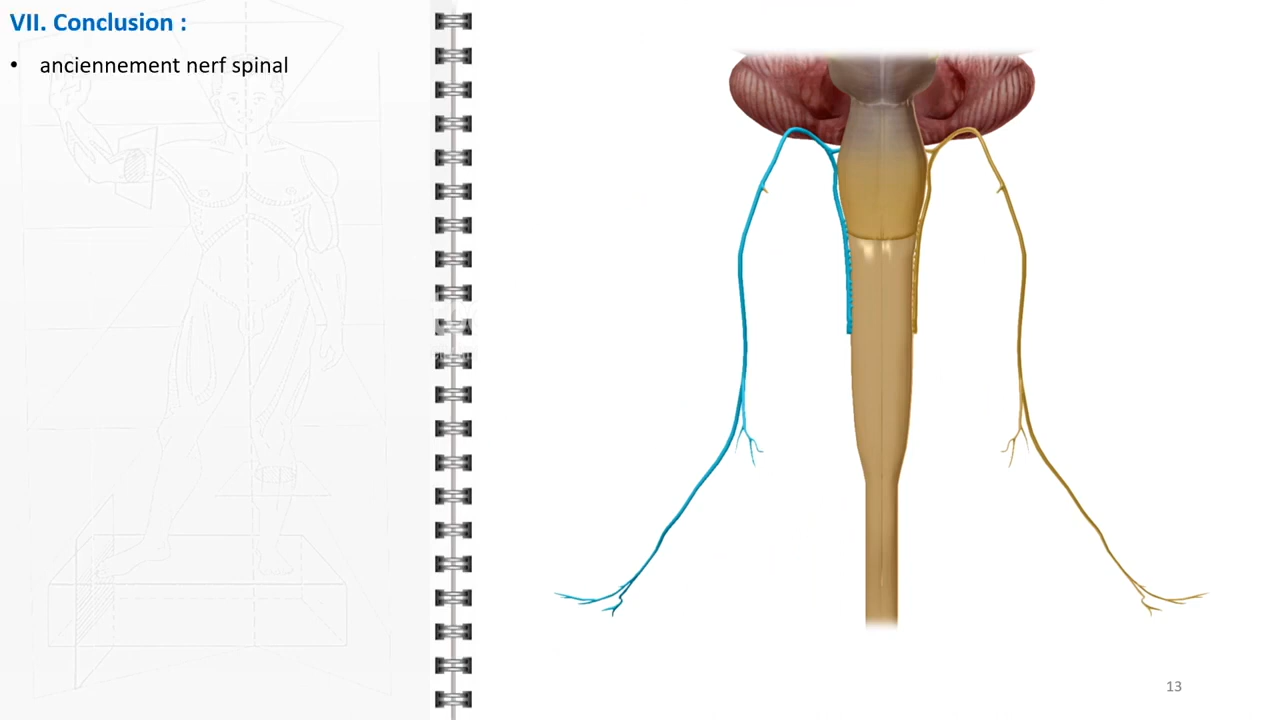 VII. Conclusion :
• anciennement nerf spinal
13